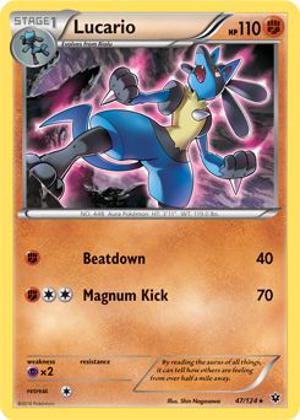 STAGE1 Lucario HP110
Evolves from Riolu
NO. 448 Aura Pokémon HT: 3'11" WT: 119.0 lbs.
Beatdown 40
Magnum Kick 70
weakness resistance
×2
By reading the auras of all things,
it can tell how others are feeling
from over half a mile away.
retreat
©2016 Pokémon Illus. Shin Nagasawa 47/124 ★